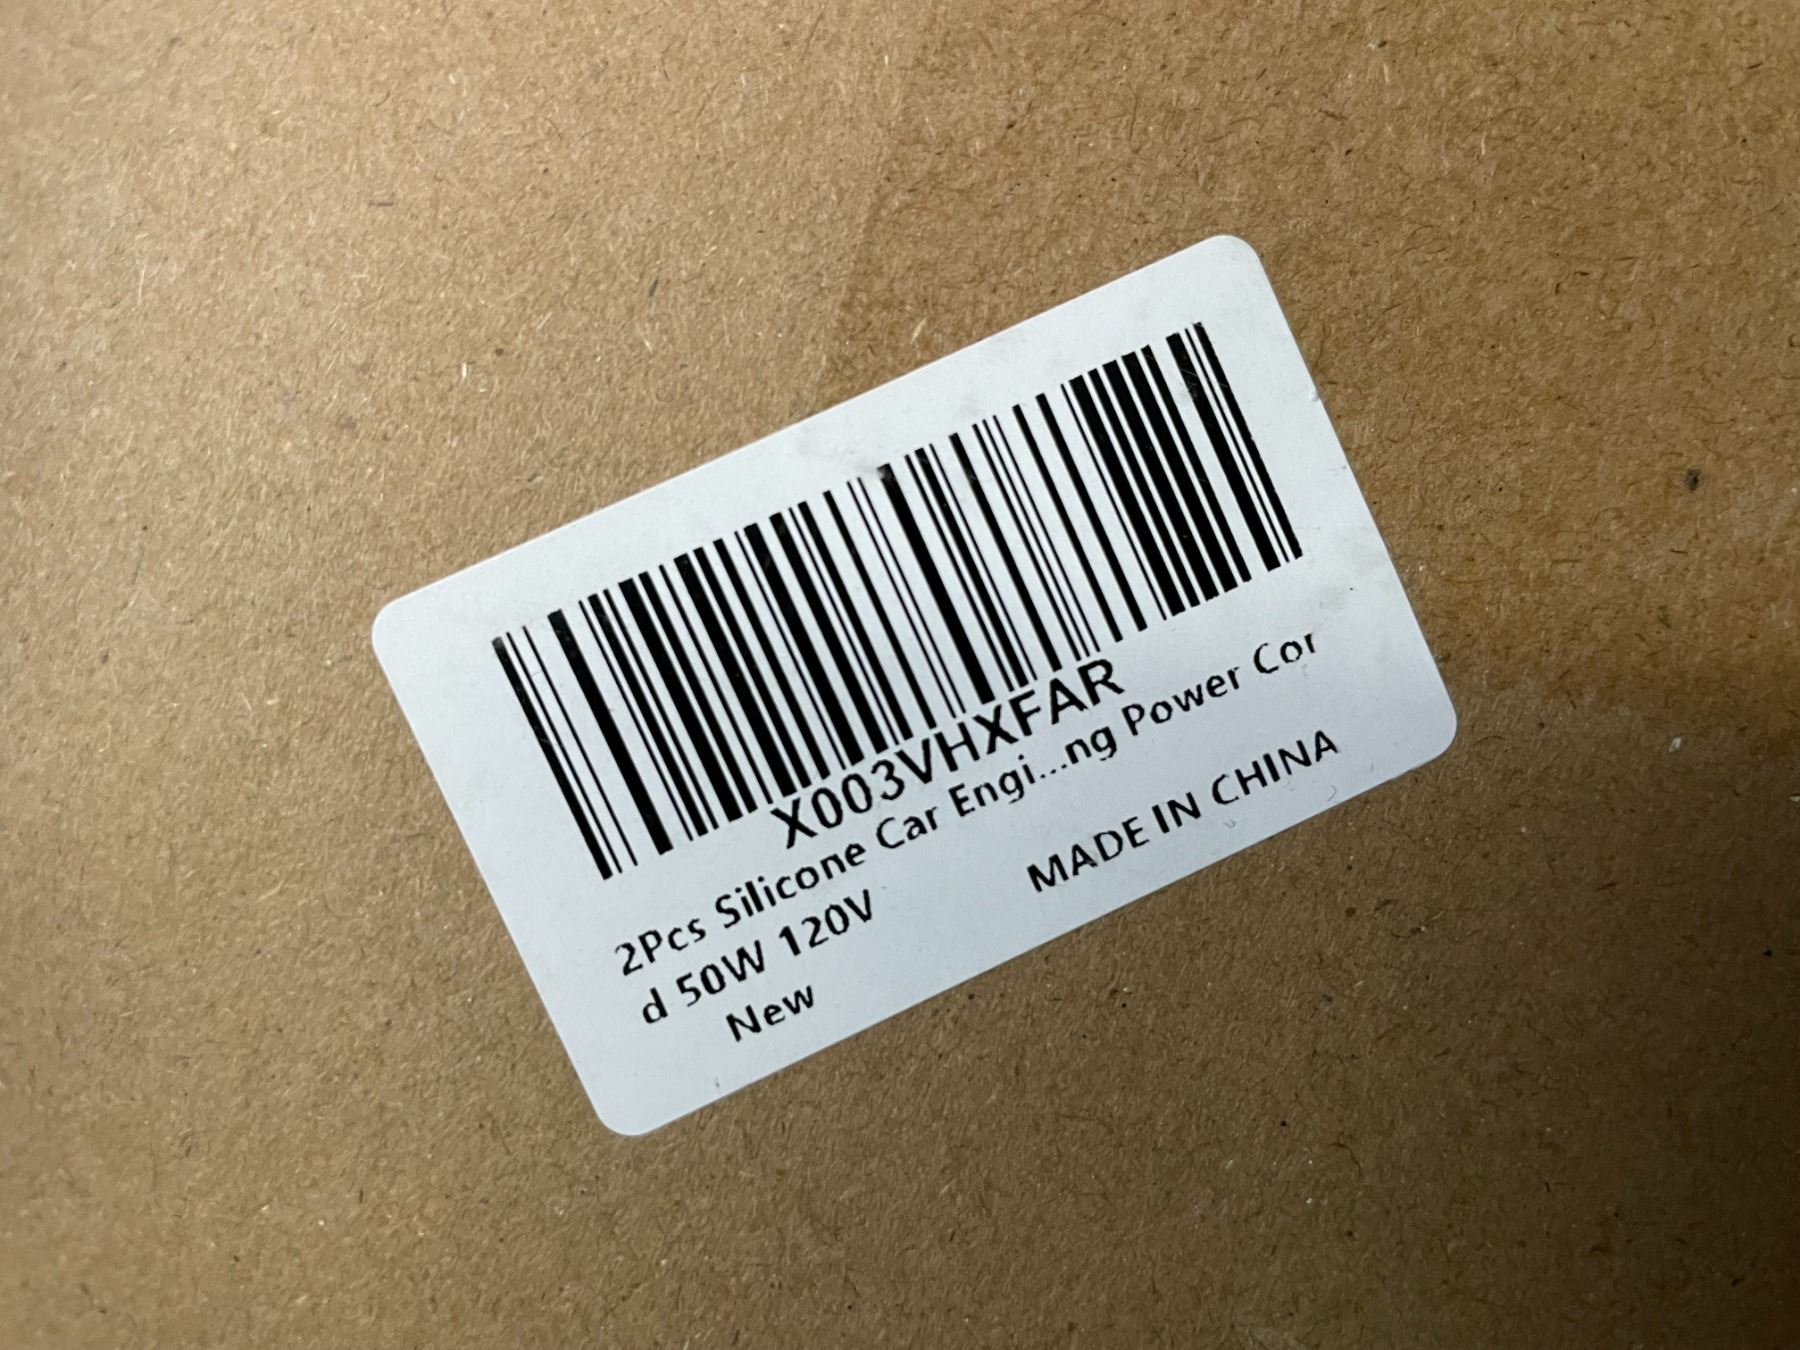 X003VHXFAR
2Pcs Silicone Car Engi...ng Power Cor
d 50W 120V
MADE IN CHINA
New